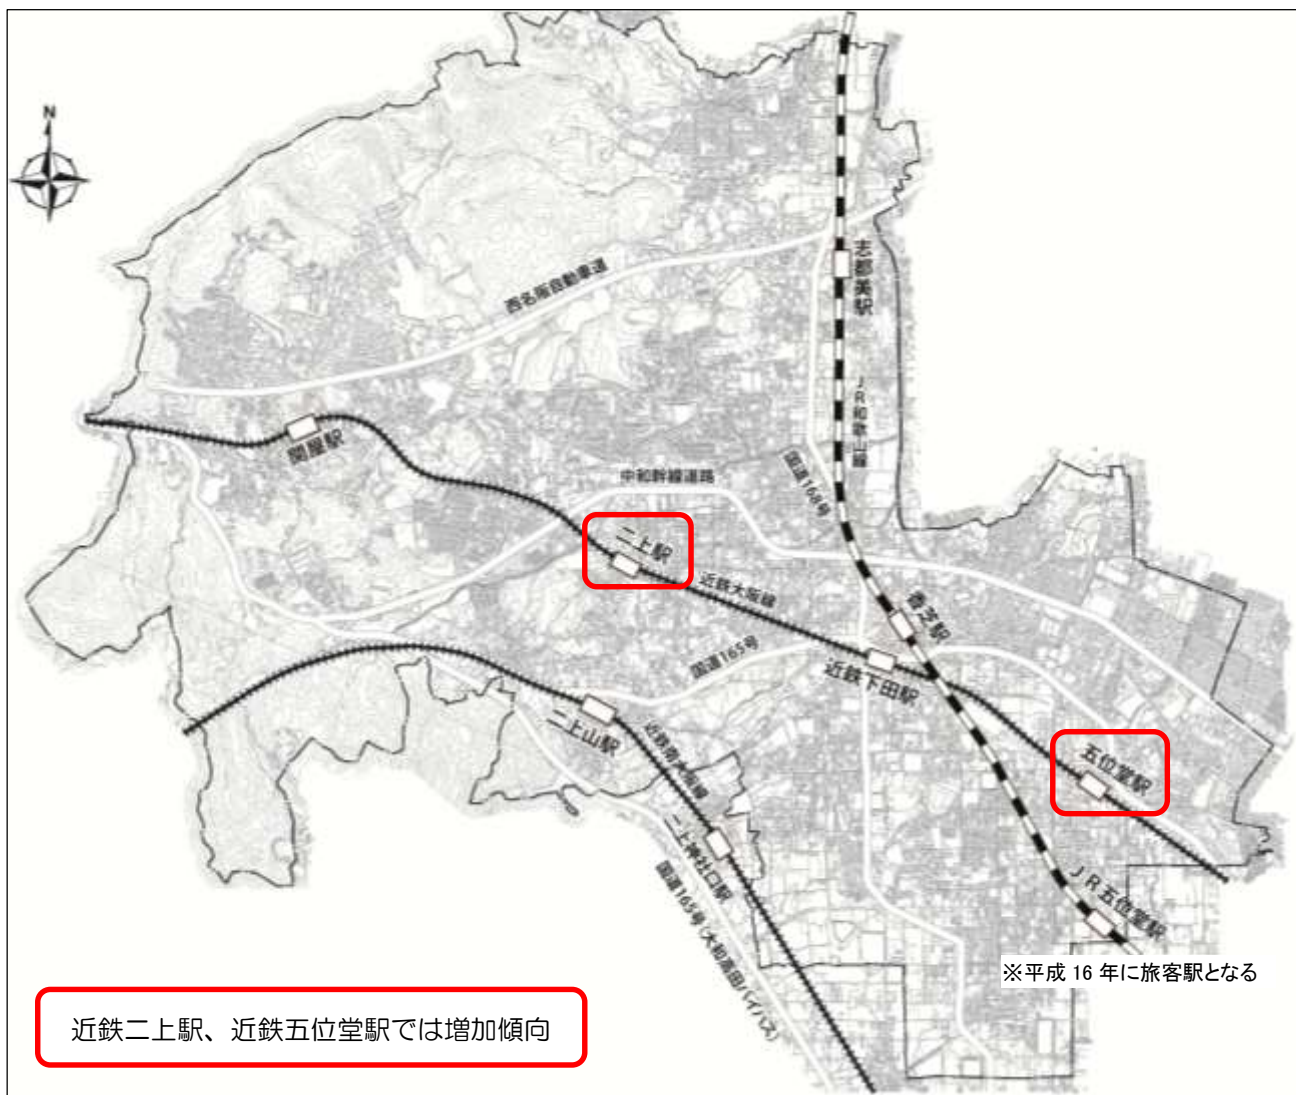 N
志都美駅
西名阪自動車道
JR和歌山線
関屋駅
国道168号
中和幹線道路
二上駅
近鉄大阪線
香芝駅
国道165号
近鉄下田駅
二上山駅
近鉄南大阪線
五位堂駅
二上神社口駅
国道165号(大和高田バイパス)
JR五位堂駅
※平成16年に旅客駅となる
近鉄二上駅、近鉄五位堂駅では増加傾向